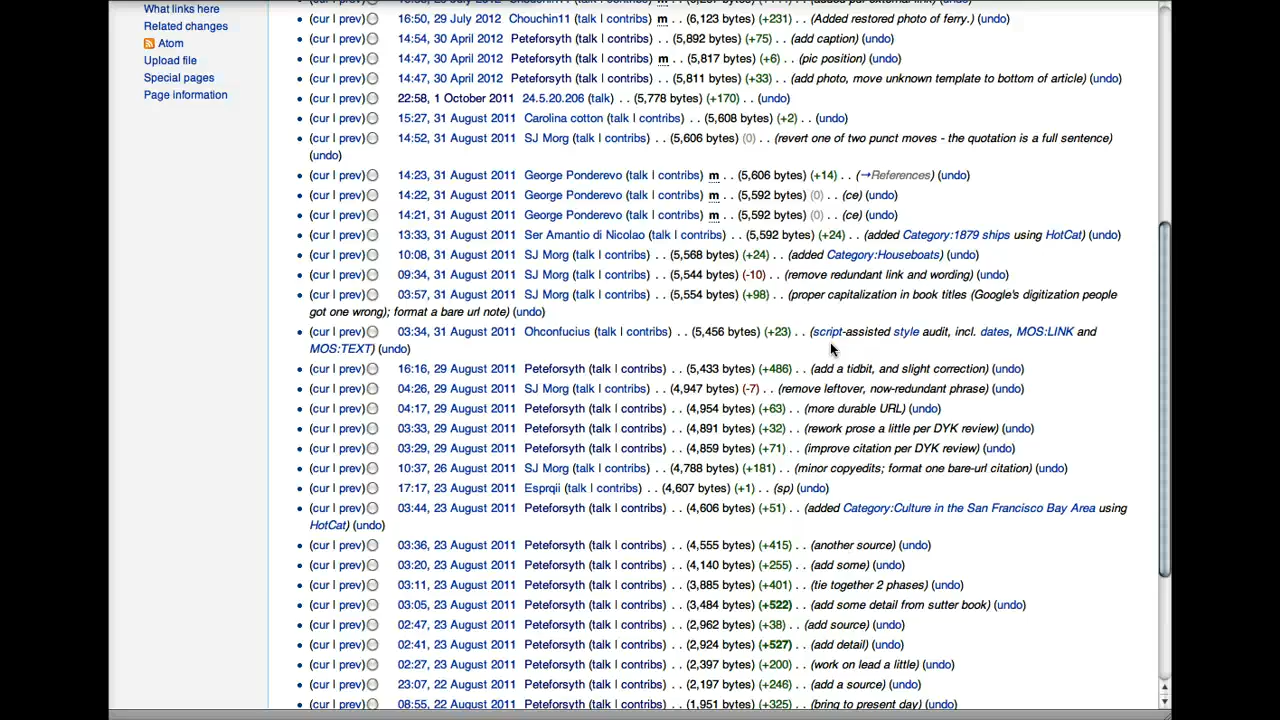 What links here
Related changes
Atom
Upload file
Special pages
Page information
(cur | prev) 16:50, 29 July 2012 Chouchin11 (talk | contribs) m . . (6,123 bytes) (+231) . . (Added restored photo of ferry.) (undo)
(cur | prev) 14:54, 30 April 2012 Peteforsyth (talk | contribs) . . (5,892 bytes) (+75) . . (add caption) (undo)
(cur | prev) 14:47, 30 April 2012 Peteforsyth (talk | contribs) m . . (5,817 bytes) (+6) . . (pic position) (undo)
(cur | prev) 14:47, 30 April 2012 Peteforsyth (talk | contribs) . . (5,811 bytes) (+33) . . (add photo, move unknown template to bottom of article) (undo)
(cur | prev) 22:58, 1 October 2011 24.5.20.206 (talk) . . (5,778 bytes) (+170) . . (undo)
(cur | prev) 15:27, 31 August 2011 Carolina cotton (talk | contribs) . . (5,608 bytes) (+2) . . (undo)
(cur | prev) 14:52, 31 August 2011 SJ Morg (talk | contribs) . . (5,606 bytes) (0) . . (revert one of two punct moves - the quotation is a full sentence)
(undo)
(cur | prev) 14:23, 31 August 2011 George Ponderevo (talk | contribs) m . . (5,606 bytes) (+14) . . (→References) (undo)
(cur | prev) 14:22, 31 August 2011 George Ponderevo (talk | contribs) m . . (5,592 bytes) (0) . . (ce) (undo)
(cur | prev) 14:21, 31 August 2011 George Ponderevo (talk | contribs) m . . (5,592 bytes) (0) . . (ce) (undo)
(cur | prev) 13:33, 31 August 2011 Ser Amantio di Nicolao (talk | contribs) . . (5,592 bytes) (+24) . . (added Category:1879 ships using HotCat) (undo)
(cur | prev) 10:08, 31 August 2011 SJ Morg (talk | contribs) . . (5,568 bytes) (+24) . . (added Category:Houseboats) (undo)
(cur | prev) 09:34, 31 August 2011 SJ Morg (talk | contribs) . . (5,544 bytes) (-10) . . (remove redundant link and wording) (undo)
(cur | prev) 03:57, 31 August 2011 SJ Morg (talk | contribs) . . (5,554 bytes) (+98) . . (proper capitalization in book titles (Google's digitization people
got one wrong); format a bare url note) (undo)
(cur | prev) 03:34, 31 August 2011 Ohconfucius (talk | contribs) . . (5,456 bytes) (+23) . . (script-assisted style audit, incl. dates, MOS:LINK and
MOS:TEXT) (undo)
(cur | prev) 16:16, 29 August 2011 Peteforsyth (talk | contribs) . . (5,433 bytes) (+486) . . (add a tidbit, and slight correction) (undo)
(cur | prev) 04:26, 29 August 2011 SJ Morg (talk | contribs) . . (4,947 bytes) (-7) . . (remove leftover, now-redundant phrase) (undo)
(cur | prev) 04:17, 29 August 2011 Peteforsyth (talk | contribs) . . (4,954 bytes) (+63) . . (more durable URL) (undo)
(cur | prev) 03:33, 29 August 2011 Peteforsyth (talk | contribs) . . (4,891 bytes) (+32) . . (rework prose a little per DYK review) (undo)
(cur | prev) 03:29, 29 August 2011 Peteforsyth (talk | contribs) . . (4,859 bytes) (+71) . . (improve citation per DYK review) (undo)
(cur | prev) 10:37, 26 August 2011 SJ Morg (talk | contribs) . . (4,788 bytes) (+181) . . (minor copyedits; format one bare-url citation) (undo)
(cur | prev) 17:17, 23 August 2011 Esprqii (talk | contribs) . . (4,607 bytes) (+1) . . (sp) (undo)
(cur | prev) 03:44, 23 August 2011 Peteforsyth (talk | contribs) . . (4,606 bytes) (+51) . . (added Category:Culture in the San Francisco Bay Area using
HotCat) (undo)
(cur | prev) 03:36, 23 August 2011 Peteforsyth (talk | contribs) . . (4,555 bytes) (+415) . . (another source) (undo)
(cur | prev) 03:20, 23 August 2011 Peteforsyth (talk | contribs) . . (4,140 bytes) (+255) . . (add some) (undo)
(cur | prev) 03:11, 23 August 2011 Peteforsyth (talk | contribs) . . (3,885 bytes) (+401) . . (tie together 2 phases) (undo)
(cur | prev) 03:05, 23 August 2011 Peteforsyth (talk | contribs) . . (3,484 bytes) (+522) . . (add some detail from sutter book) (undo)
(cur | prev) 02:47, 23 August 2011 Peteforsyth (talk | contribs) . . (2,962 bytes) (+38) . . (add source) (undo)
(cur | prev) 02:41, 23 August 2011 Peteforsyth (talk | contribs) . . (2,924 bytes) (+527) . . (add detail) (undo)
(cur | prev) 02:27, 23 August 2011 Peteforsyth (talk | contribs) . . (2,397 bytes) (+200) . . (work on lead a little) (undo)
(cur | prev) 23:07, 22 August 2011 Peteforsyth (talk | contribs) . . (2,197 bytes) (+246) . . (add a source) (undo)
(cur | prev) 08:55, 22 August 2011 Peteforsyth (talk | contribs) . . (1,951 bytes) (+325) . . (bring to present day) (undo)